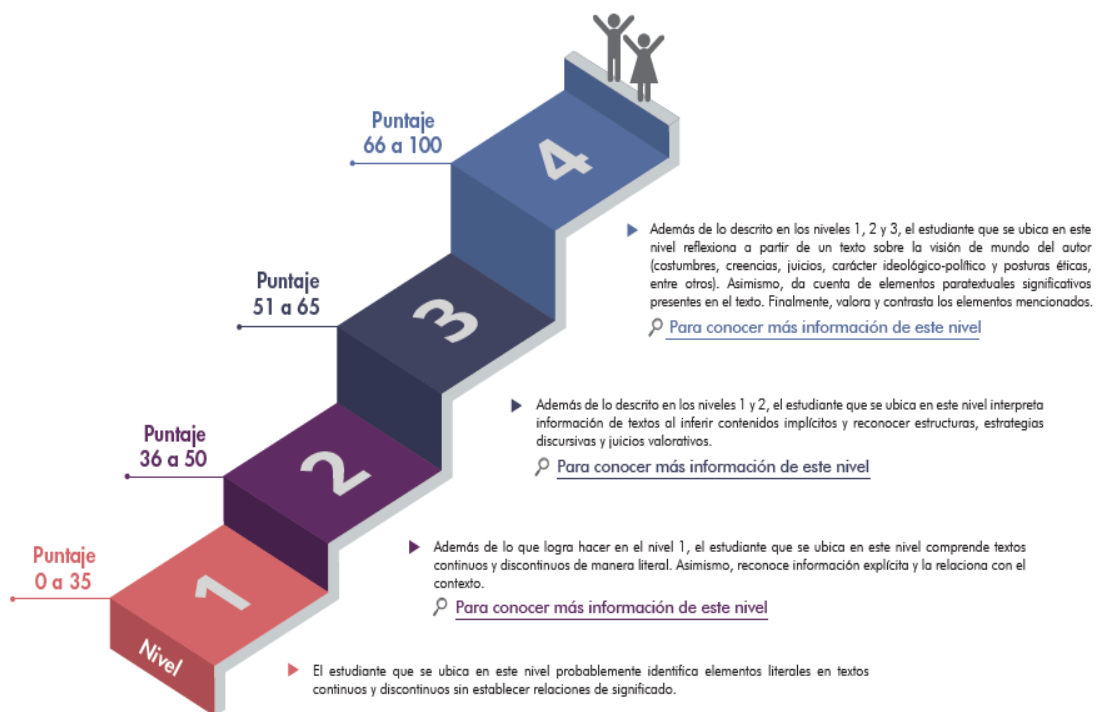 Puntaje
66 a 100
4
Además de lo descrito en los niveles 1, 2 y 3, el estudiante que se ubica en este
nivel reflexiona a partir de un texto sobre la visión de mundo del autor
(costumbres, creencias, juicios, carácter ideológico-político y posturas éticas,
entre otros). Asimismo, da cuenta de elementos paratextuales significativos
presentes en el texto. Finalmente, valora y contrasta los elementos mencionados.
Para conocer más información de este nivel
Puntaje
51 a 65
3
Además de lo descrito en los niveles 1 y 2, el estudiante que se ubica en este nivel interpreta
información de textos al inferir contenidos implícitos y reconocer estructuras, estrategias
discursivas y juicios valorativos.
Para conocer más información de este nivel
Puntaje
36 a 50
2
Además de lo que logra hacer en el nivel 1, el estudiante que se ubica en este nivel comprende textos
continuos y discontinuos de manera literal. Asimismo, reconoce información explícita y la relaciona con el
contexto.
Para conocer más información de este nivel
Puntaje
0 a 35
1
Nivel
El estudiante que se ubica en este nivel probablemente identifica elementos literales en textos
continuos y discontinuos sin establecer relaciones de significado.